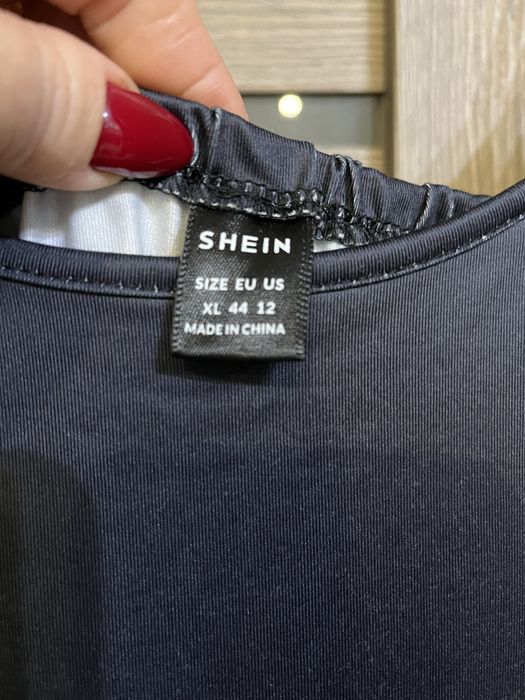 SHEIN
SIZE EU US
XL 44 12
MADE IN CHINA